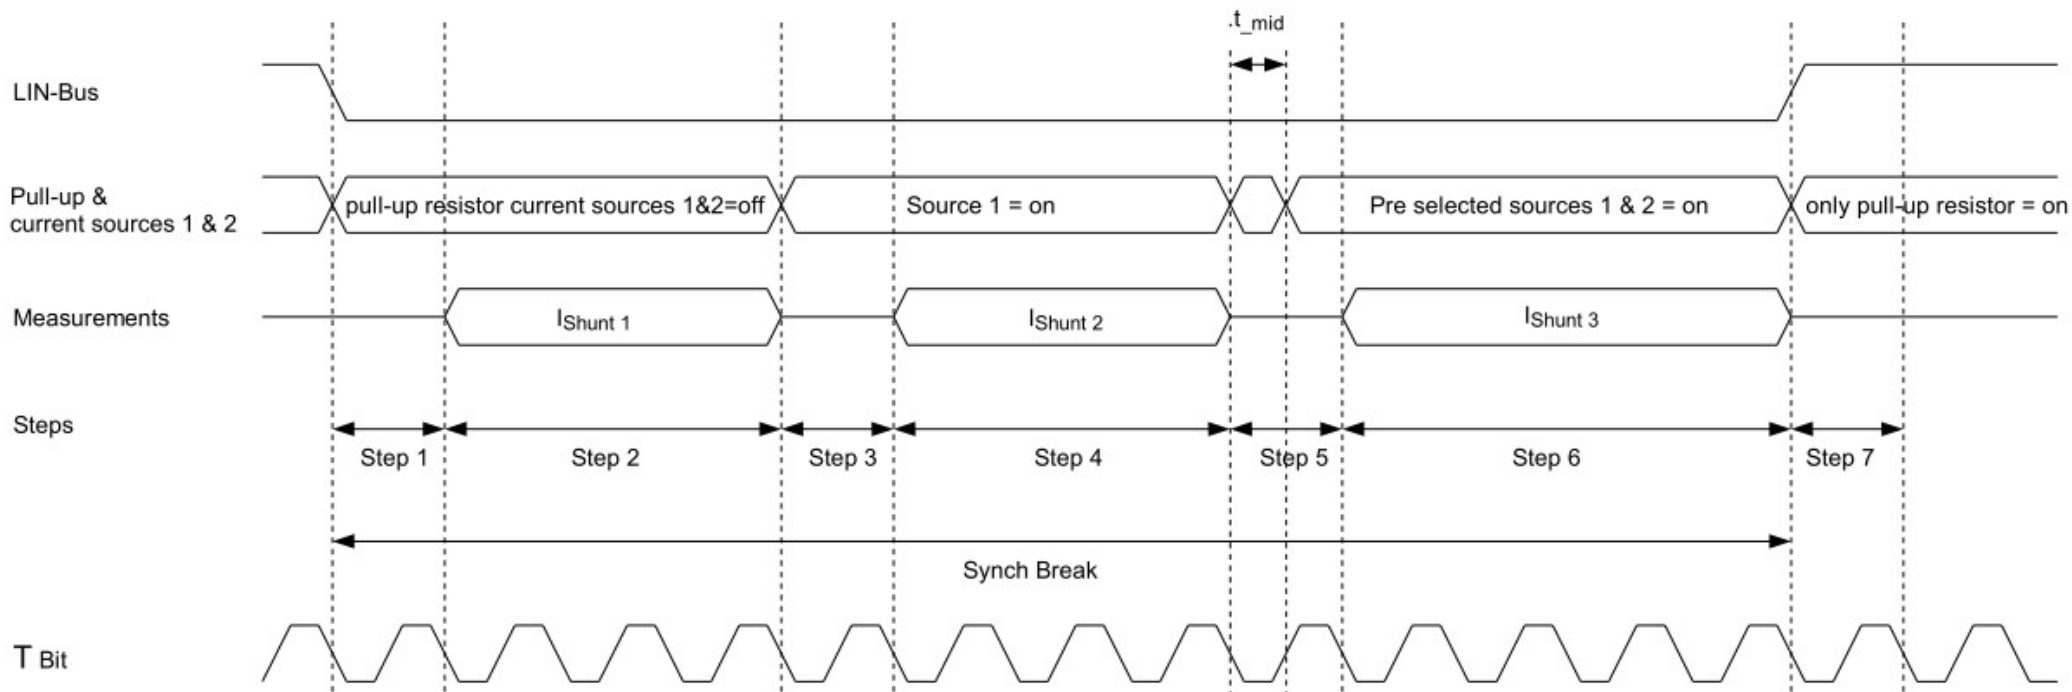 .t_mid
LIN-Bus
Pull-up &
current sources 1 & 2
pull-up resistor current sources 1&2=off
Source 1 = on
Pre selected sources 1 & 2 = on
only pull-up resistor = on
Measurements
IShunt 1
IShunt 2
IShunt 3
Steps
Step 1
Step 2
Step 3
Step 4
Step 5
Step 6
Step 7
Synch Break
T Bit